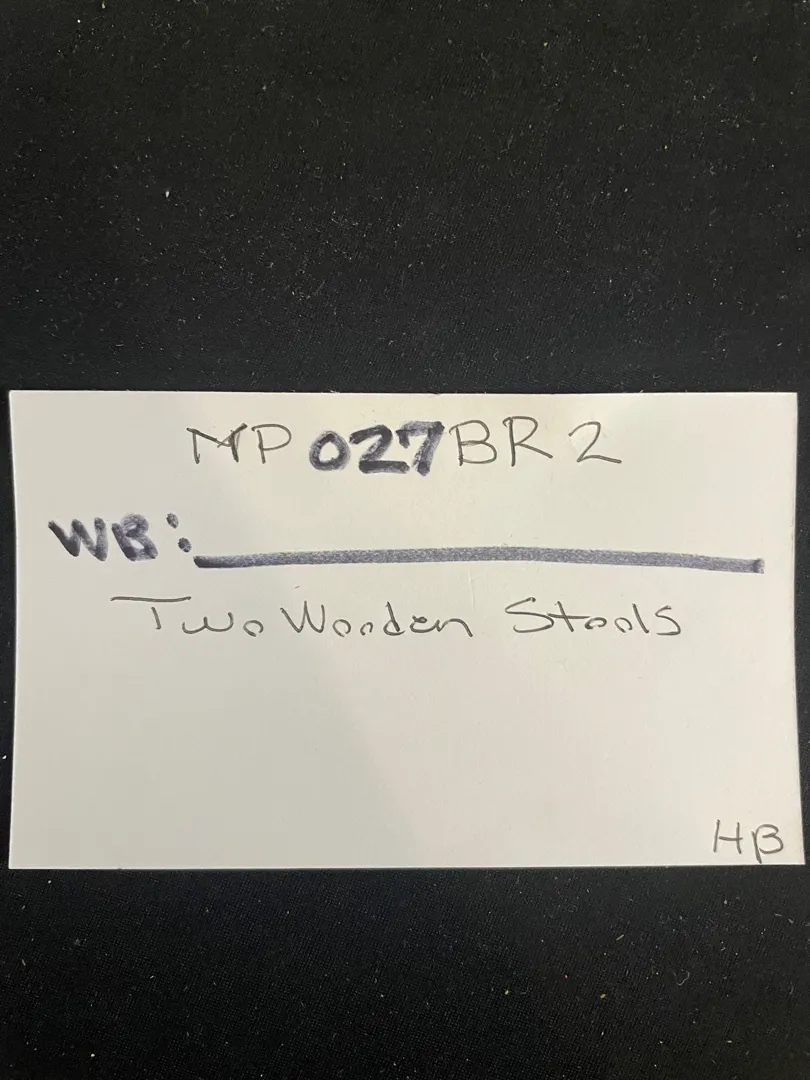 MP 027 BR 2
WB:
Two Wooden Stools
HB